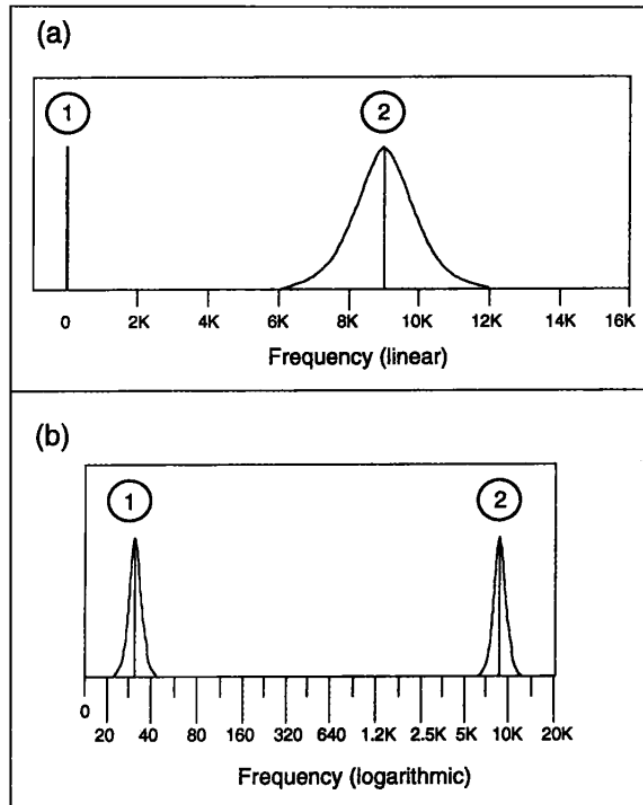 (a)
1 2
0 2K 4K 6K 8K 10K 12K 14K 16K
Frequency (linear)
(b)
1 2
0 20 40 80 160 320 640 1.2K 2.5K 5K 10K 20K
Frequency (logarithmic)